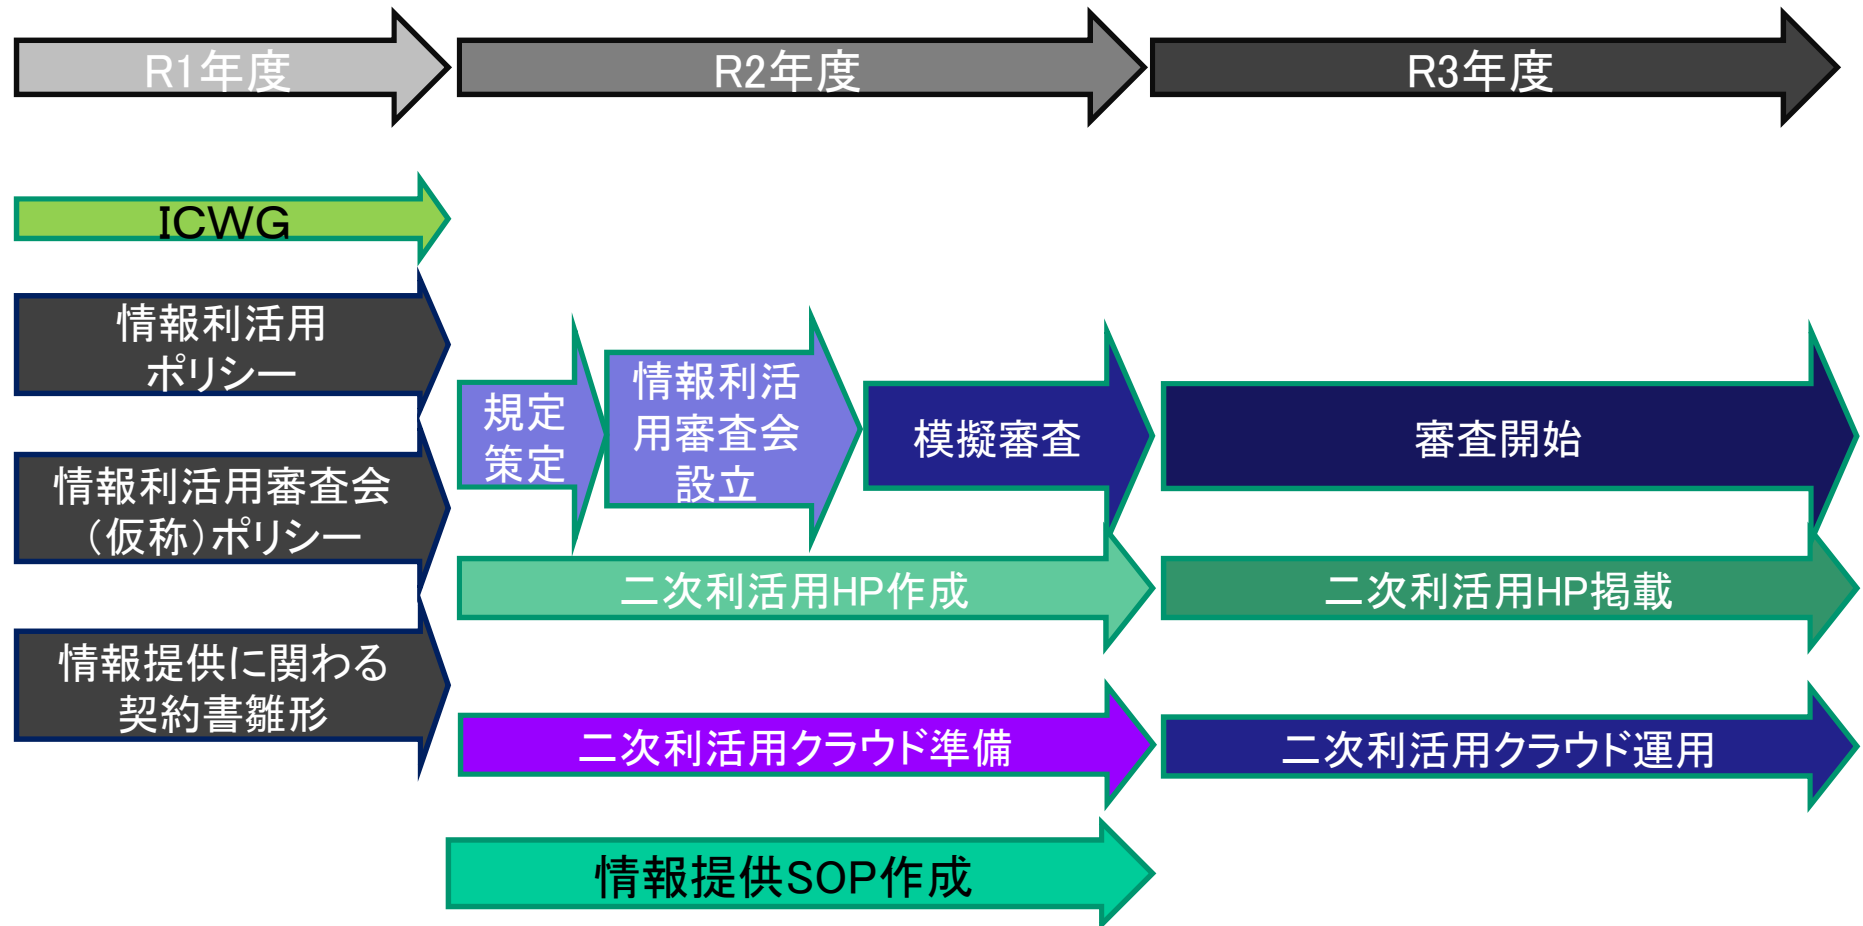 R1年度
R2年度
R3年度
ICWG
情報利活用
ポリシー
情報利活用審査会
（仮称）ポリシー
情報提供に関わる
契約書雛形
規定
策定
情報利活
用審査会
設立
模擬審査
審査開始
二次利活用HP作成
二次利活用HP掲載
二次利活用クラウド準備
二次利活用クラウド運用
情報提供SOP作成